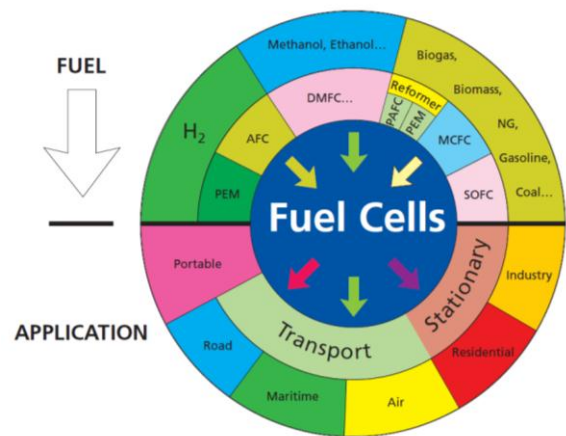 FUEL
Methanol, Ethanol...
Biogas,
Biomass,
NG,
Gasoline,
Coal...
H2
AFC
DMFC...
Reformer
PAFC
PEM
MCFC
SOFC
PEM
Fuel Cells
APPLICATION
Portable
Transport
Stationary
Road
Maritime
Air
Residential
Industry